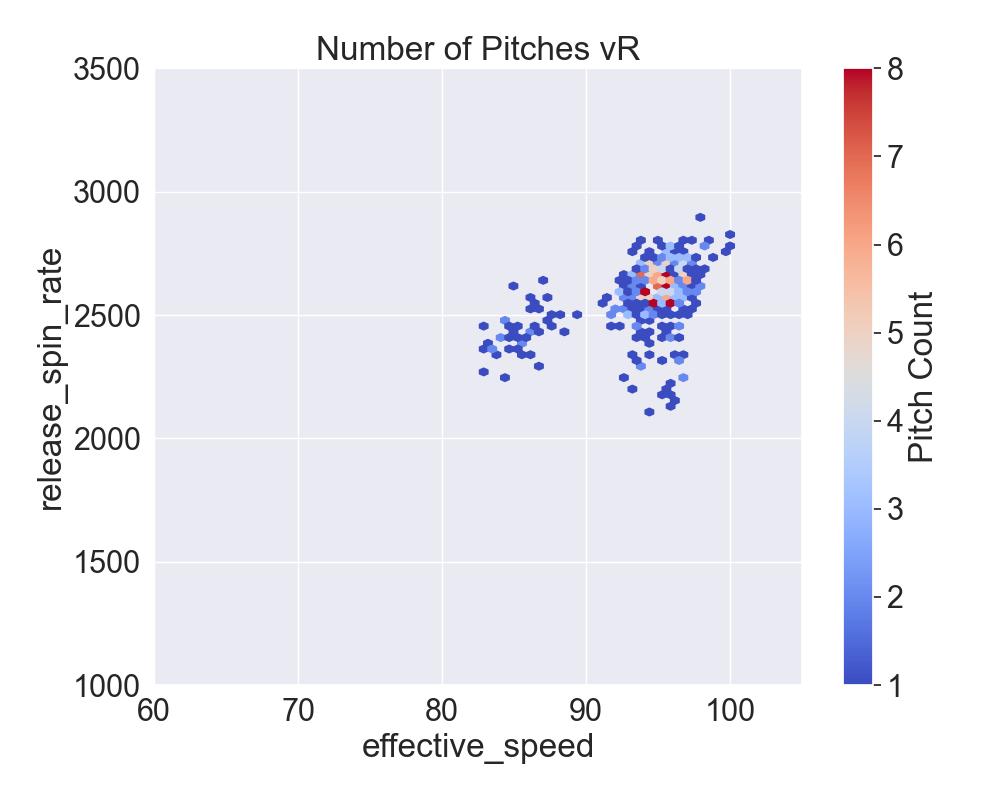 Number of Pitches vR
3500
3000
2500
2000
1500
1000
release_spin_rate
60 70 80 90 100
effective_speed
8
7
6
5
4
3
2
1
Pitch Count